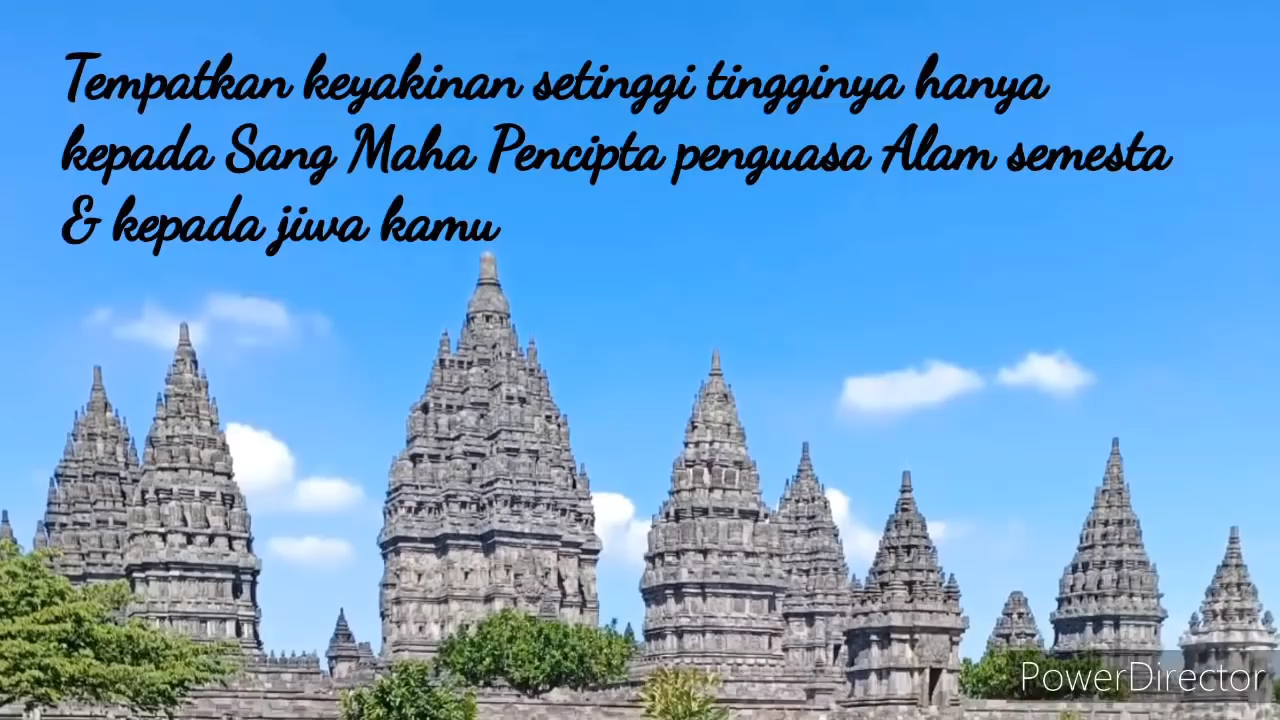 Tempatkan keyakinan setinggi tingginya hanya
kepada Sang Maha Pencipta penguasa Alam semesta
& kepada jiwa kamu
PowerDirector